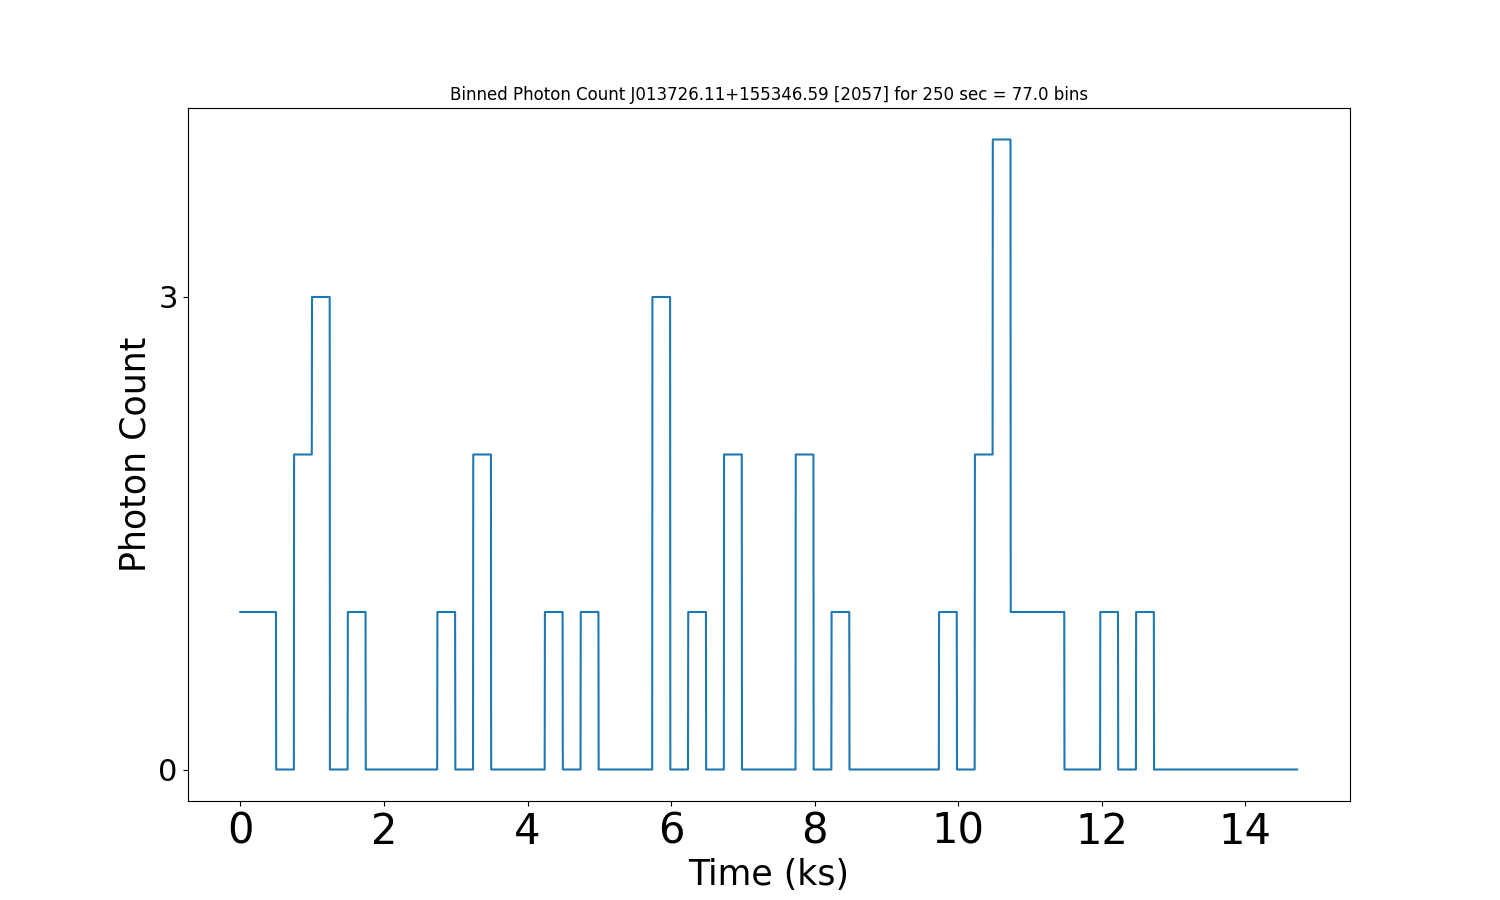 Binned Photon Count J013726.11+155346.59 [2057] for 250 sec = 77.0 bins
Photon Count
3
0
0 2 4 6 8 10 12 14
Time (ks)